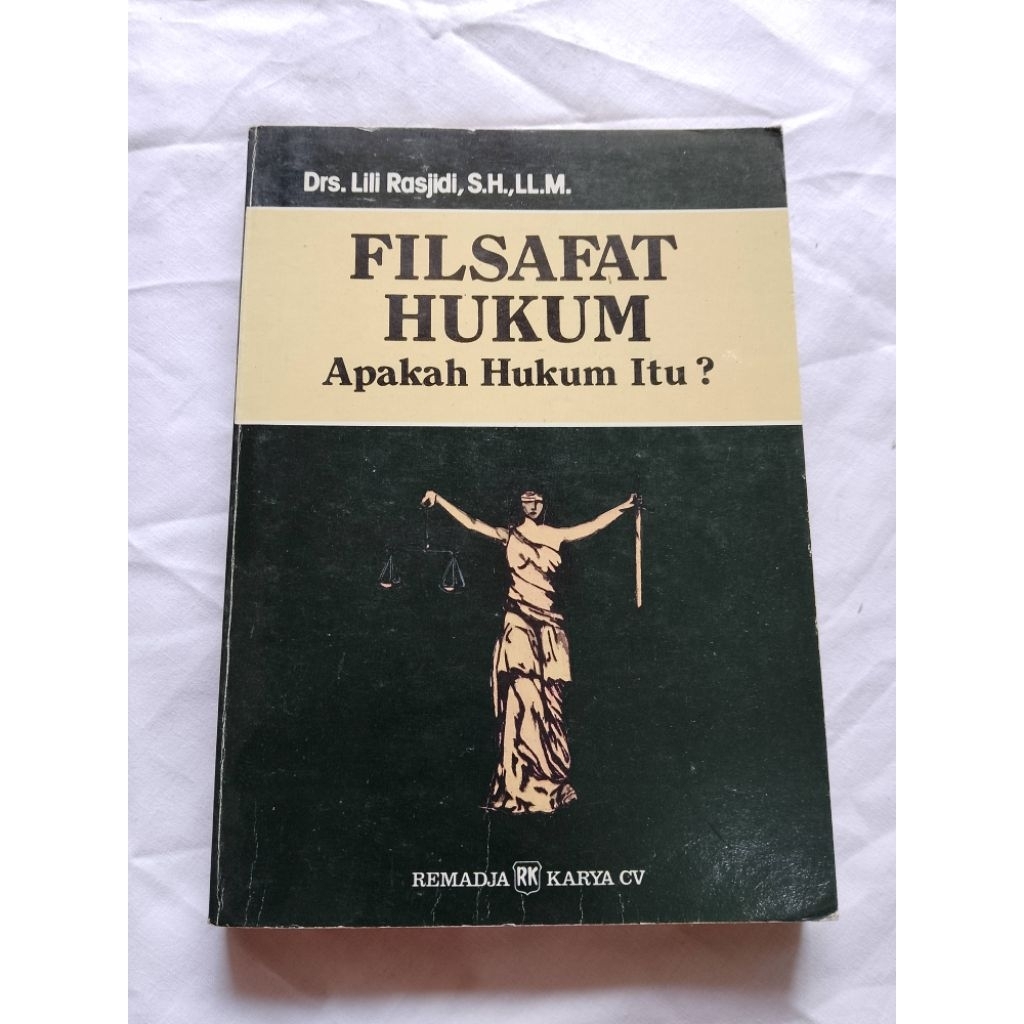 Drs. Lili Rasjidi, S.H.,LL.M.
FILSAFAT
HUKUM
Apakah Hukum Itu ?
REMADJA RK KARYA CV